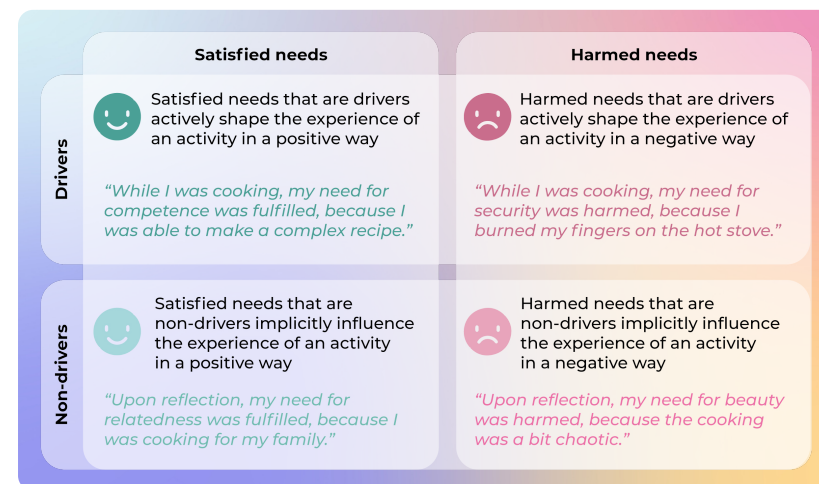 Satisfied needs
Harmed needs
Drivers
Satisfied needs that are drivers
actively shape the experience of
an activity in a positive way
“While I was cooking, my need for
competence was fulfilled, because I
was able to make a complex recipe.”
Harmed needs that are drivers
actively shape the experience of
an activity in a negative way
“While I was cooking, my need for
security was harmed, because I
burned my fingers on the hot stove.”
Non-drivers
Satisfied needs that are
non-drivers implicitly influence
the experience of an activity
in a positive way
“Upon reflection, my need for
relatedness was fulfilled, because I
was cooking for my family.”
Harmed needs that are
non-drivers implicitly influence
the experience of an activity
in a negative way
“Upon reflection, my need for beauty
was harmed, because the cooking
was a bit chaotic.”